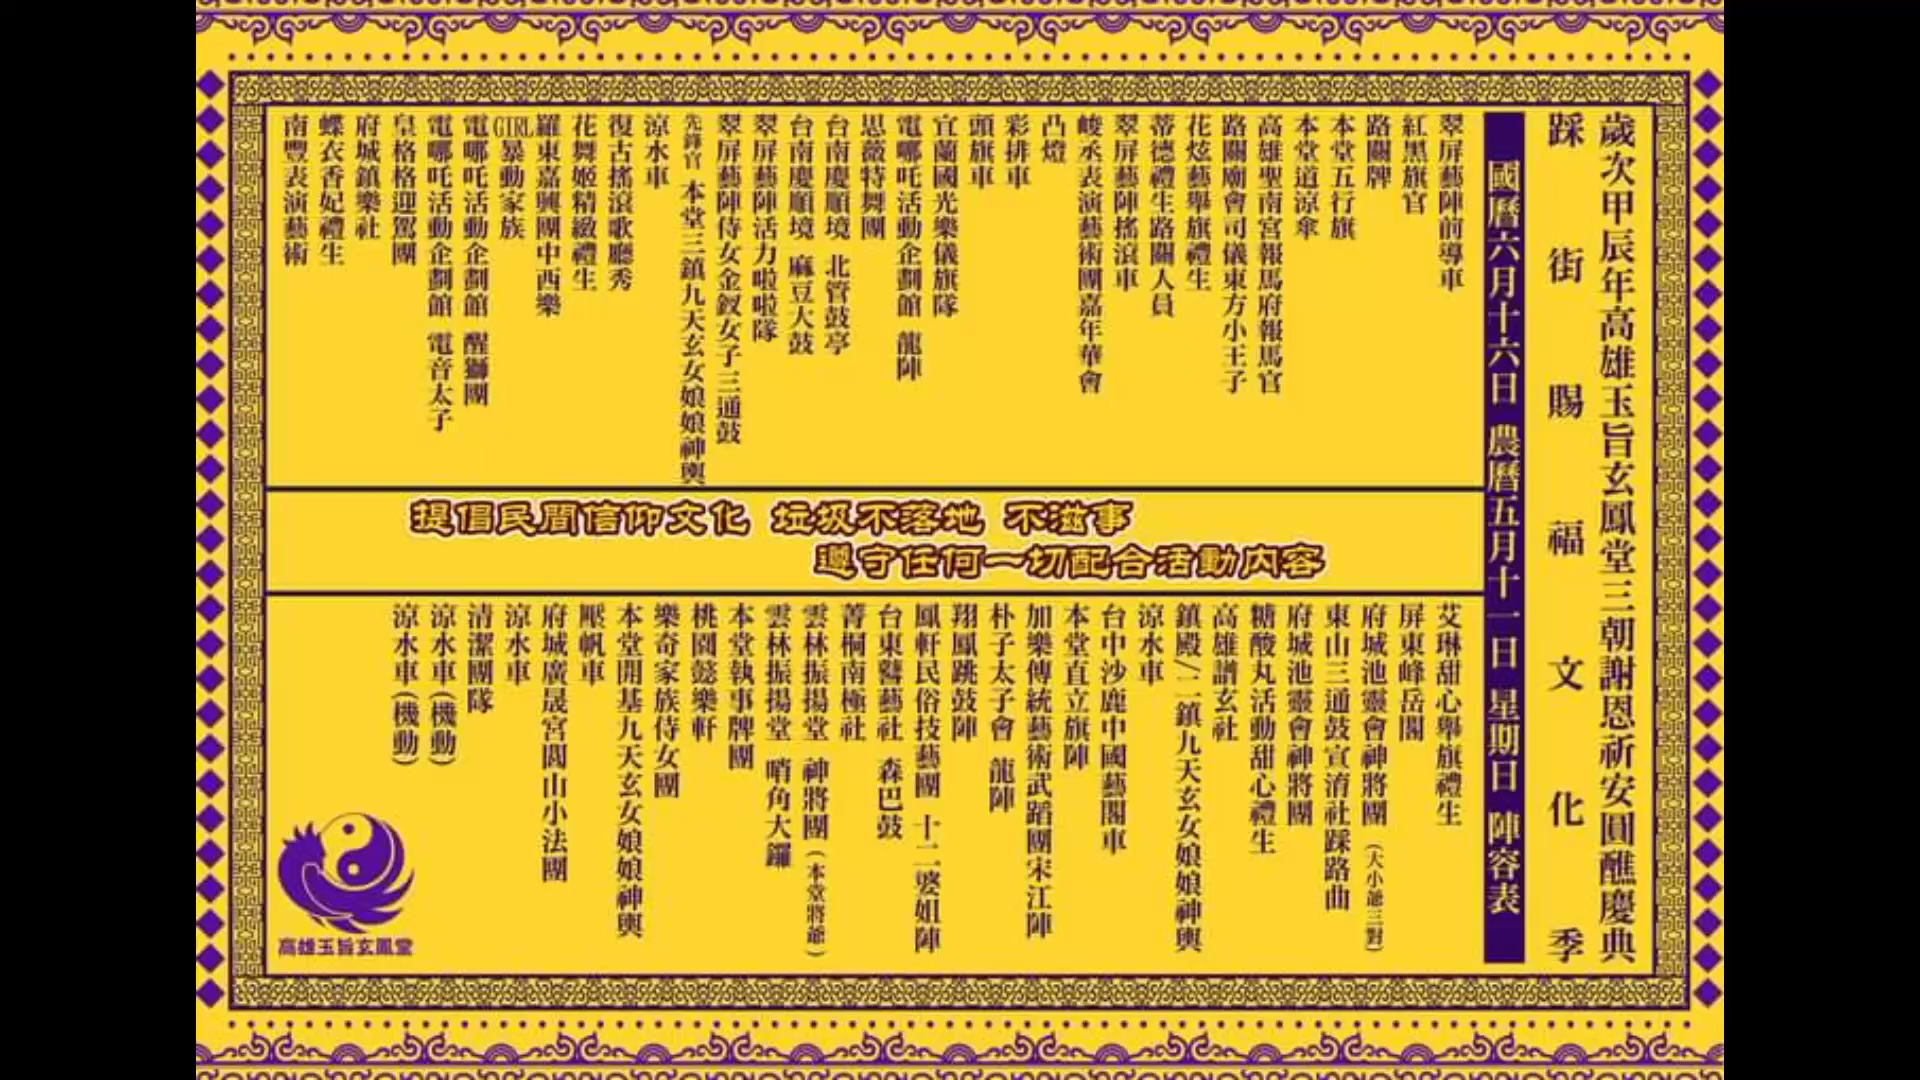 歲次甲辰年高雄玉旨玄鳳堂三朝謝恩祈安圓醮慶典
踩街賜福文化季
國曆六月十六日 農曆五月十一日 星期日 陣容表
翠屏藝陣前導車
紅黑旗官
路關牌
本堂五行旗
本堂道涼傘
高雄聖南宮報馬府報馬官
路關廟會司儀東方小王子
花炫藝舉旗禮生
蒂德禮生路關人員
翠屏藝陣搖滾車
峻丞表演藝術團嘉年華會
凸燈
彩排車
頭旗車
宜蘭國光樂儀旗隊
電哪吒活動企劃館 龍陣
思薇特舞團
台南慶順境 北管鼓亭
台南慶順境 麻豆大鼓
翠屏藝陣活力啦啦隊
翠屏藝陣侍女金釵女子三通鼓
先鋒官 本堂三鎮九天玄女娘娘神輿
涼水車
復古搖滾歌廳秀
花舞姬精緻禮生
羅東嘉興團中西樂
GIRL暴動家族
電哪吒活動企劃館 醒獅團
電哪吒活動企劃館 電音太子
皇格格迎駕團
府城鎮樂社
蝶衣香妃禮生
南豐表演藝術
提倡民間信仰文化 垃圾不落地 不滋事
遵守任何一切配合活動內容
艾琳甜心舉旗禮生
屏東峰岳閣
府城池靈會神將團(大小爺三對)
東山三通鼓宣淯社踩路曲
府城池靈會神將團
糖酸丸活動甜心禮生
高雄譜玄社
鎮殿/二鎮九天玄女娘娘神輿
涼水車
台中沙鹿中國藝閣車
本堂直立旗陣
加樂傳統藝術武蹈團宋江陣
朴子太子會 龍陣
翔鳳跳鼓陣
鳳軒民俗技藝團 十二婆姐陣
台東醫藝社 森巴鼓
菁桐南極社
雲林振揚堂 神將團(本堂將爺)
雲林振揚堂 哨角大鑼
本堂執事牌團
桃園懿樂軒
樂奇家族侍女團
本堂開基九天玄女娘娘神輿
壓帆車
府城廣晟宮閭山小法團
涼水車
清潔團隊
涼水車(機動)
涼水車(機動)
高雄玉旨玄鳳堂